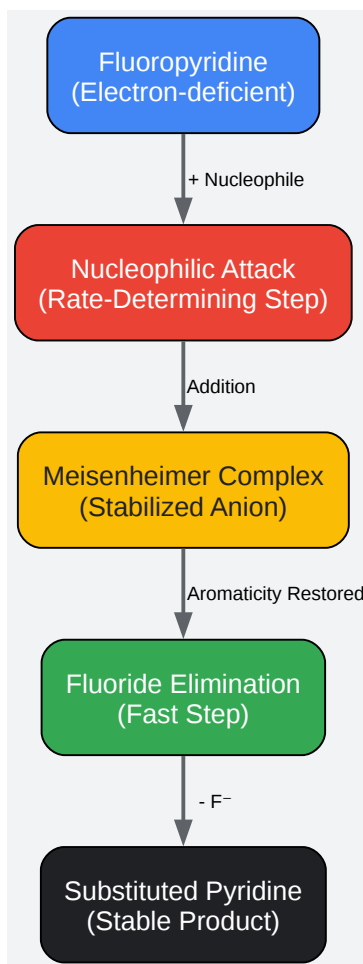 Fluoropyridine
(Electron-deficient)
+ Nucleophile
Nucleophilic Attack
(Rate-Determining Step)
Addition
Meisenheimer Complex
(Stabilized Anion)
Aromaticity Restored
Fluoride Elimination
(Fast Step)
- F⁻
Substituted Pyridine
(Stable Product)